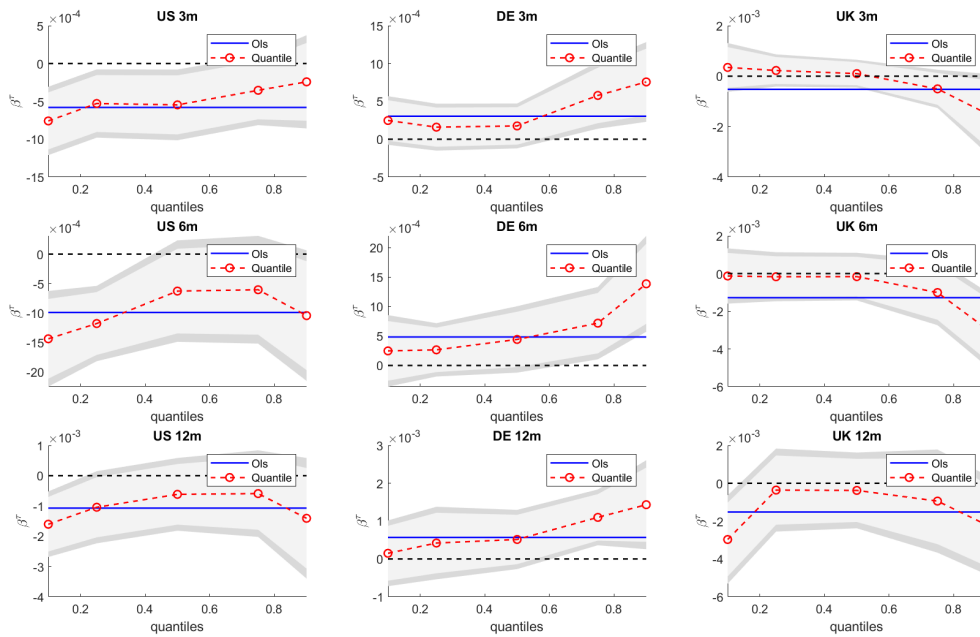 US 3m
×10⁻⁴
5
0
-5
-10
-15
βᵗ
0.2 0.4 0.6 0.8
quantiles
Ols
Quantile
DE 3m
×10⁻⁴
15
10
5
0
-5
βᵗ
0.2 0.4 0.6 0.8
quantiles
Ols
Quantile
UK 3m
×10⁻³
2
0
-2
-4
βᵗ
0.2 0.4 0.6 0.8
quantiles
Ols
Quantile
US 6m
×10⁻⁴
0
-5
-10
-15
-20
βᵗ
0.2 0.4 0.6 0.8
quantiles
Ols
Quantile
DE 6m
×10⁻⁴
20
15
10
5
0
βᵗ
0.2 0.4 0.6 0.8
quantiles
Ols
Quantile
UK 6m
×10⁻³
2
0
-2
-4
-6
βᵗ
0.2 0.4 0.6 0.8
quantiles
Ols
Quantile
US 12m
×10⁻³
1
0
-1
-2
-3
-4
βᵗ
0.2 0.4 0.6 0.8
quantiles
Ols
Quantile
DE 12m
×10⁻³
3
2
1
0
-1
βᵗ
0.2 0.4 0.6 0.8
quantiles
Ols
Quantile
UK 12m
×10⁻³
2
0
-2
-4
-6
βᵗ
0.2 0.4 0.6 0.8
quantiles
Ols
Quantile